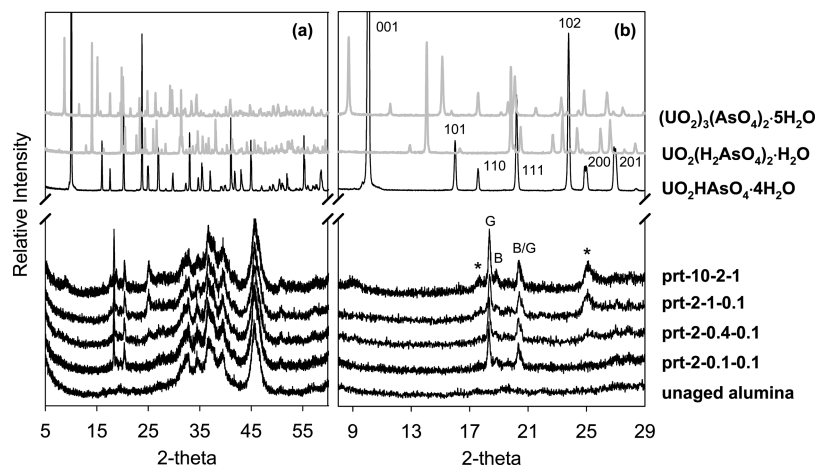 (a)
(b)
001
102
101
110
111
200
201
(UO₂)₃(AsO₄)₂·5H₂O
UO₂(H₂AsO₄)₂·H₂O
UO₂HAsO₄·4H₂O
Relative Intensity
G
B
B/G
*
*
prt-10-2-1
prt-2-1-0.1
prt-2-0.4-0.1
prt-2-0.1-0.1
unaged alumina
5 15 25 35 45 55
9 13 17 21 25 29
2-theta
2-theta